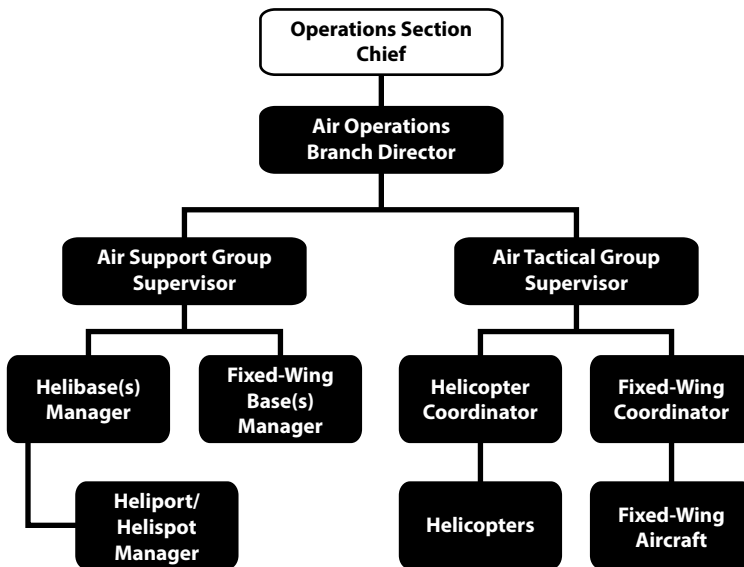 Operations Section
Chief
Air Operations
Branch Director
Air Support Group
Supervisor
Air Tactical Group
Supervisor
Helibase(s)
Manager
Fixed-Wing
Base(s)
Manager
Helicopter
Coordinator
Fixed-Wing
Coordinator
Heliport/
Helispot
Manager
Helicopters
Fixed-Wing
Aircraft